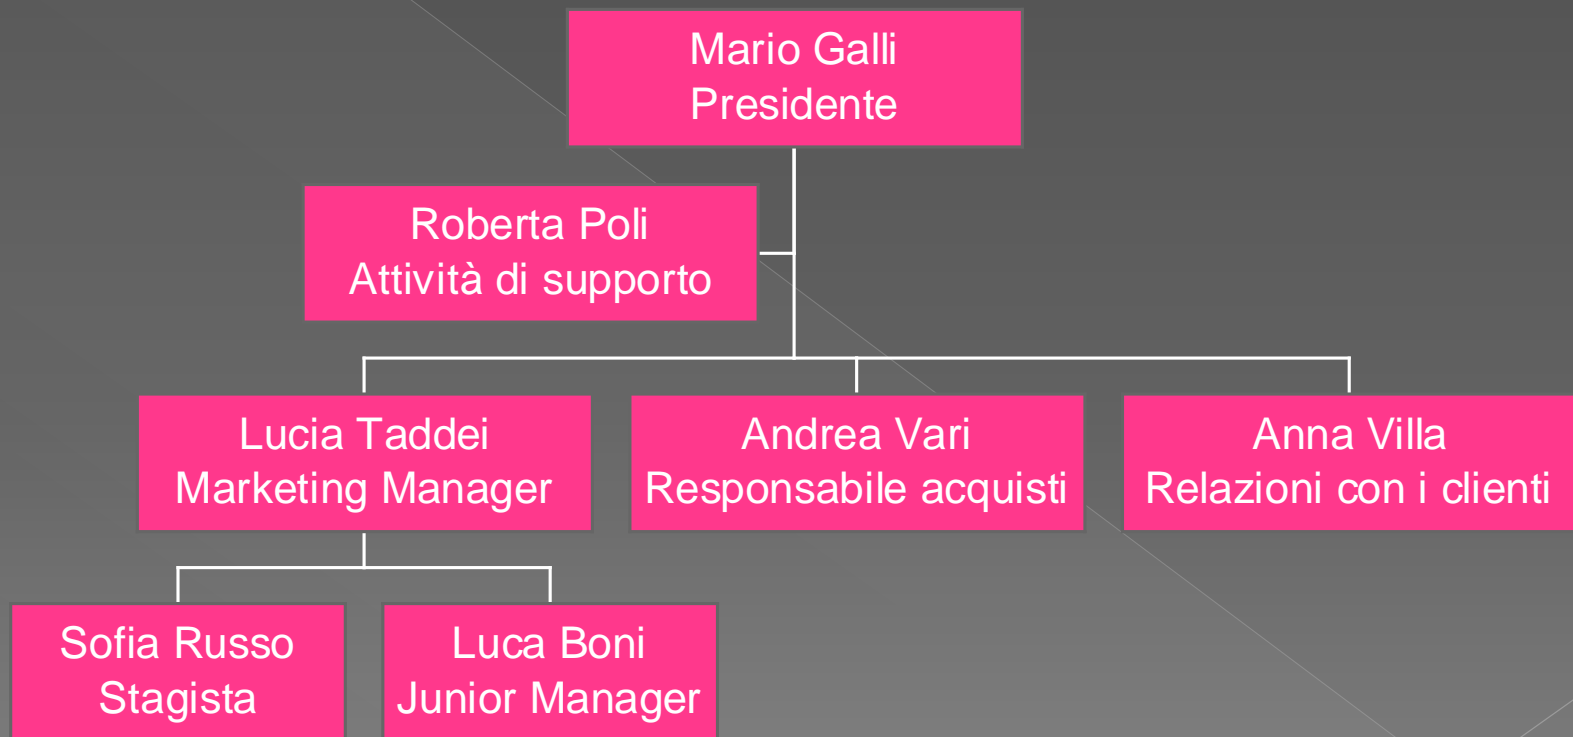 Mario Galli
Presidente
Roberta Poli
Attività di supporto
Lucia Taddei
Marketing Manager
Andrea Vari
Responsabile acquisti
Anna Villa
Relazioni con i clienti
Sofia Russo
Stagista
Luca Boni
Junior Manager